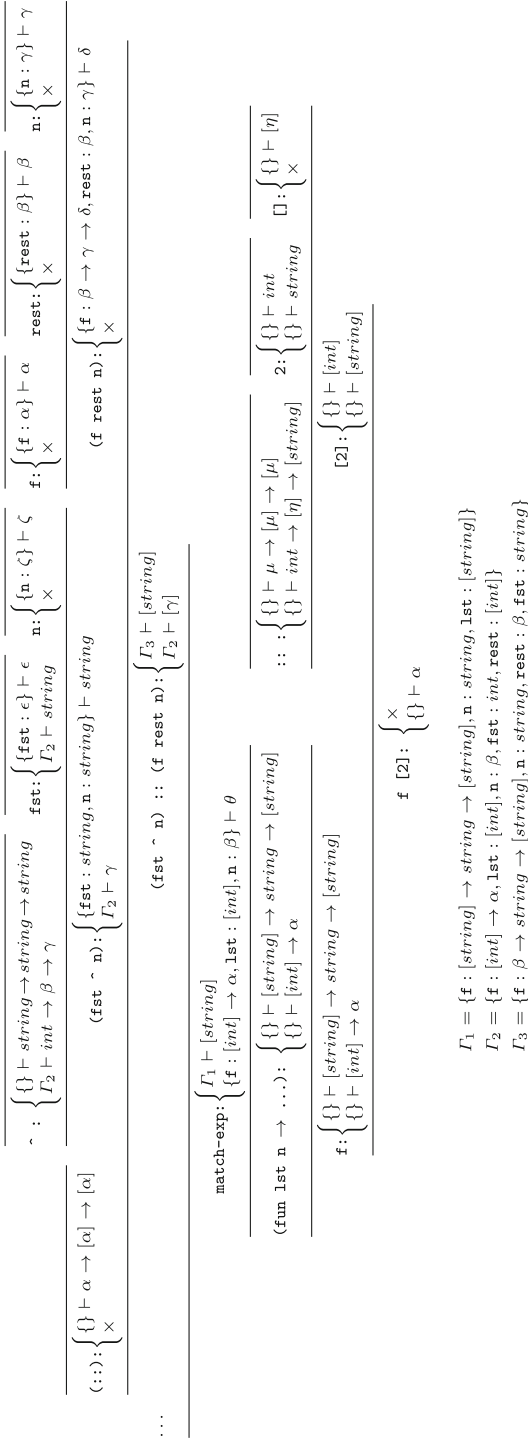 ^ : { {} ⊢ string → string → string
Γ₂ ⊢ int → β → γ
fst: { {fst : ϵ} ⊢ ϵ
Γ₂ ⊢ string
n: { {n : ζ} ⊢ ζ
×
f: { {f : α} ⊢ α
×
rest: { {rest : β} ⊢ β
×
n: { {n : γ} ⊢ γ
×
(::): { {} ⊢ α → [α] → [α]
×
(fst ^ n): { {fst : string, n : string} ⊢ string
Γ₂ ⊢ γ
(f rest n): { {f : β → γ → δ, rest : β, n : γ} ⊢ δ
×
...
(fst ^ n) :: (f rest n): { Γ₃ ⊢ [string]
Γ₂ ⊢ [γ]
match-exp: { Γ₁ ⊢ [string]
{f : [int] → α, lst : [int], n : β} ⊢ θ
(fun lst n → ...): { {} ⊢ [string] → string → [string]
{} ⊢ [int] → α
:: : { {} ⊢ μ → [μ] → [μ]
{} ⊢ int → [η] → [string]
2: { {} ⊢ int
{} ⊢ string
[]: { {} ⊢ [η]
×
f: { {} ⊢ [string] → string → [string]
{} ⊢ [int] → α
[2]: { {} ⊢ [int]
{} ⊢ [string]
f [2]: { ×
{} ⊢ α
Γ₁ = {f : [string] → string → [string], n : string, lst : [string]}
Γ₂ = {f : [int] → α, lst : [int], n : β, fst : int, rest : [int]}
Γ₃ = {f : β → string → [string], n : string, rest : β, fst : string}